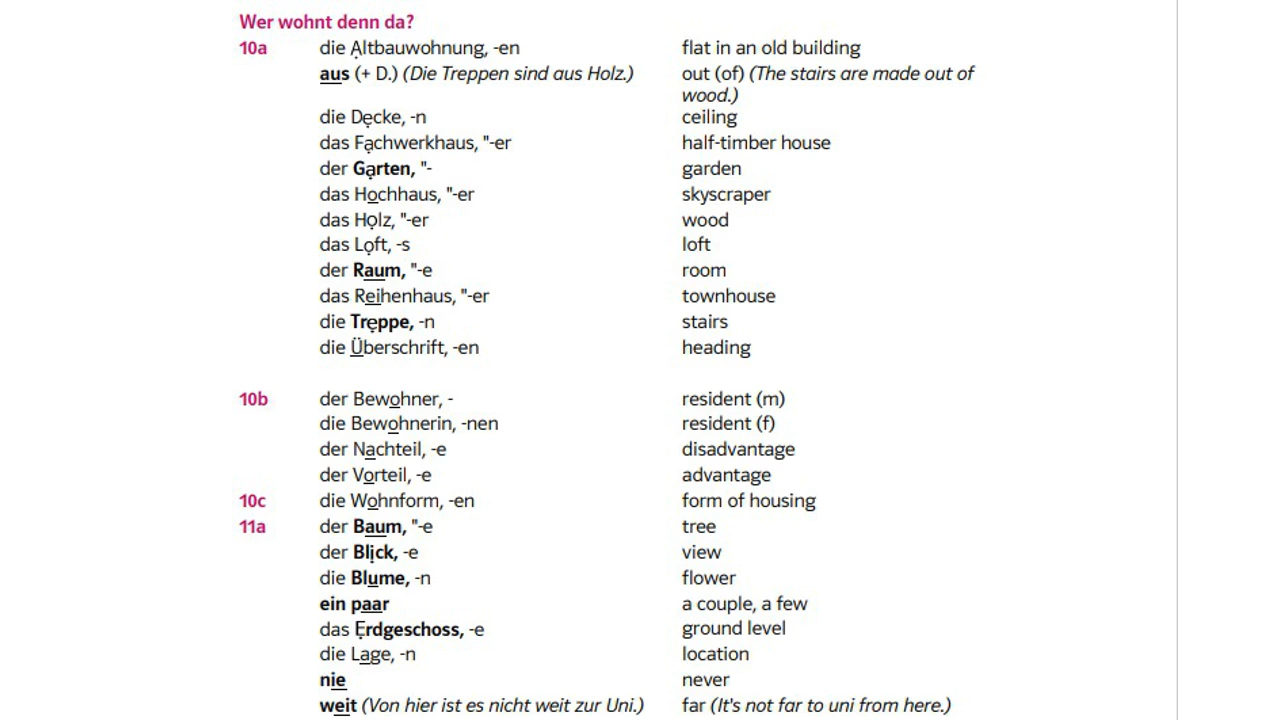 Wer wohnt denn da?
10a die Altbauwohnung, -en flat in an old building
aus (+ D.) (Die Treppen sind aus Holz.) out (of) (The stairs are made out of
wood.)
die Decke, -n ceiling
das Fachwerkhaus, "-er half-timber house
der Garten, "- garden
das Hochhaus, "-er skyscraper
das Holz, "-er wood
das Loft, -s loft
der Raum, "-e room
das Reihenhaus, "-er townhouse
die Treppe, -n stairs
die Überschrift, -en heading
10b der Bewohner, - resident (m)
die Bewohnerin, -nen resident (f)
der Nachteil, -e disadvantage
der Vorteil, -e advantage
10c die Wohnform, -en form of housing
11a der Baum, "-e tree
der Blick, -e view
die Blume, -n flower
ein paar a couple, a few
das Erdgeschoss, -e ground level
die Lage, -n location
nie never
weit (Von hier ist es nicht weit zur Uni.) far (It's not far to uni from here.)